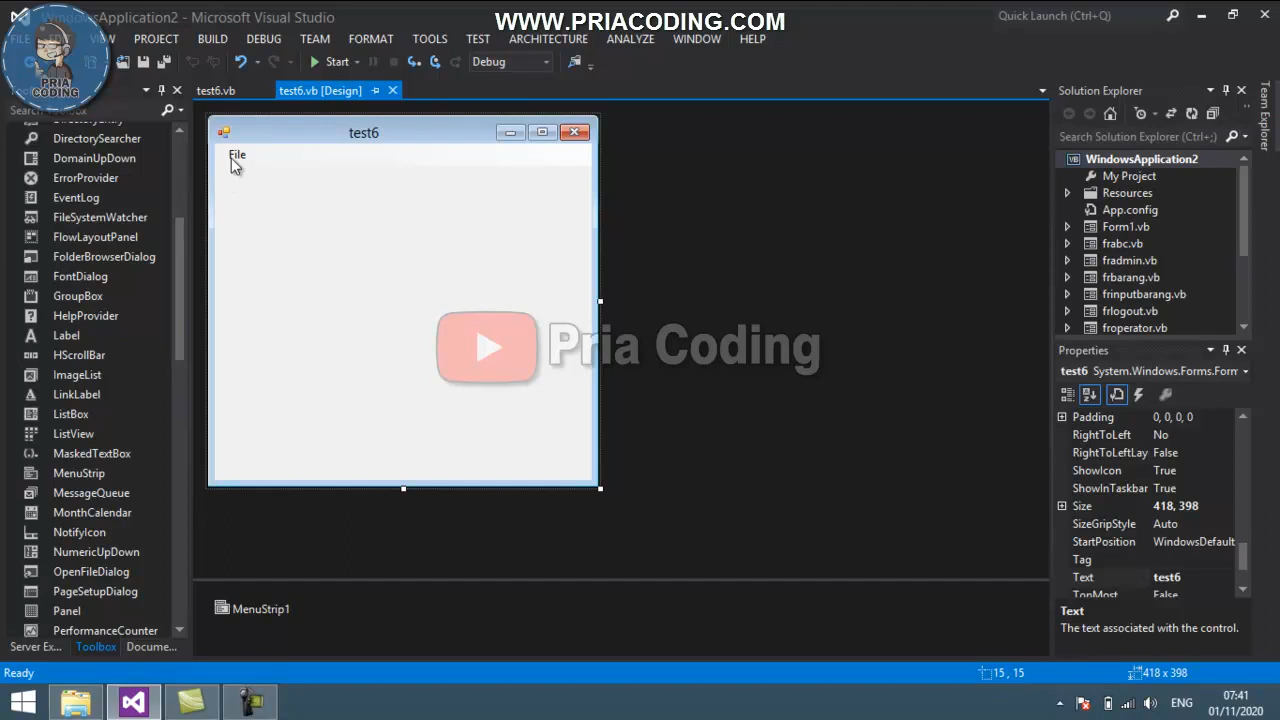 WindowsApplication2 - Microsoft Visual Studio
WWW.PRIACODING.COM
Quick Launch (Ctrl+Q)
FILE
VIEW
PROJECT
BUILD
DEBUG
TEAM
FORMAT
TOOLS
TEST
ARCHITECTURE
ANALYZE
WINDOW
HELP
PRIA
CODING
Start
Debug
test6.vb
test6.vb [Design]
Solution Explorer
Team Explorer
DirectorySearcher
DomainUpDown
ErrorProvider
EventLog
FileSystemWatcher
FlowLayoutPanel
FolderBrowserDialog
FontDialog
GroupBox
HelpProvider
Label
HScrollBar
ImageList
LinkLabel
ListBox
ListView
MaskedTextBox
MenuStrip
MessageQueue
MonthCalendar
NotifyIcon
NumericUpDown
OpenFileDialog
PageSetupDialog
Panel
PerformanceCounter
Server Ex...
Toolbox
Docume...
test6
File
Pria Coding
MenuStrip1
Search Solution Explorer (Ctrl+;)
WindowsApplication2
My Project
Resources
App.config
Form1.vb
frabc.vb
fradmin.vb
frbarang.vb
frinputbarang.vb
frlogout.vb
froperator.vb
Properties
test6 System.Windows.Forms.Form
Padding 0, 0, 0, 0
RightToLeft No
RightToLeftLay False
ShowIcon True
ShowInTaskbar True
Size 418, 398
SizeGripStyle Auto
StartPosition WindowsDefault
Tag
Text test6
TopMost False
Text
The text associated with the control.
Ready
15 , 15
418 x 398
ENG
07:41
01/11/2020